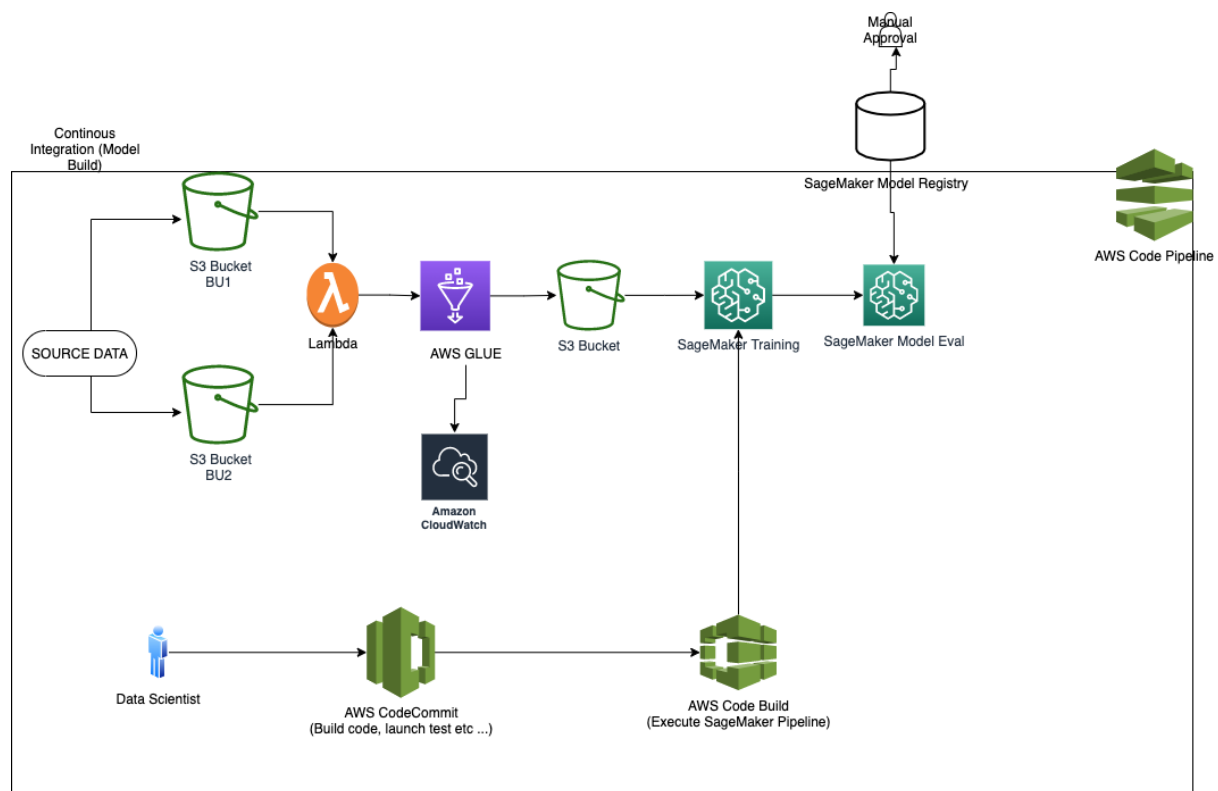 Manual
Approval
Continous
Integration (Model
Build)
SageMaker Model Registry
AWS Code Pipeline
S3 Bucket
BU1
SOURCE DATA
Lambda
AWS GLUE
S3 Bucket
SageMaker Training
SageMaker Model Eval
S3 Bucket
BU2
Amazon
CloudWatch
Data Scientist
AWS CodeCommit
(Build code, launch test etc ...)
AWS Code Build
(Execute SageMaker Pipeline)